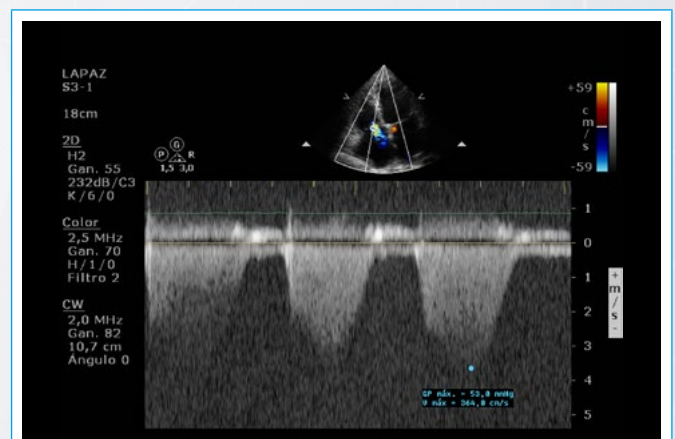 LAPAZ
S3-1
18cm
2D
H2
Gan. 55
232dB/C3
K/6/0
Color
2,5 MHz
Gan. 70
H/1/0
Filtro 2
CW
2,0 MHz
Gan. 82
10,7 cm
Ángulo 0
G
P R
1,5 3,0
+59
c
m
/
s
-59
1
0
1
2
3
4
5
+
m
/
s
-
GP máx. = 53,0 mmHg
V máx = 364,0 cm/s